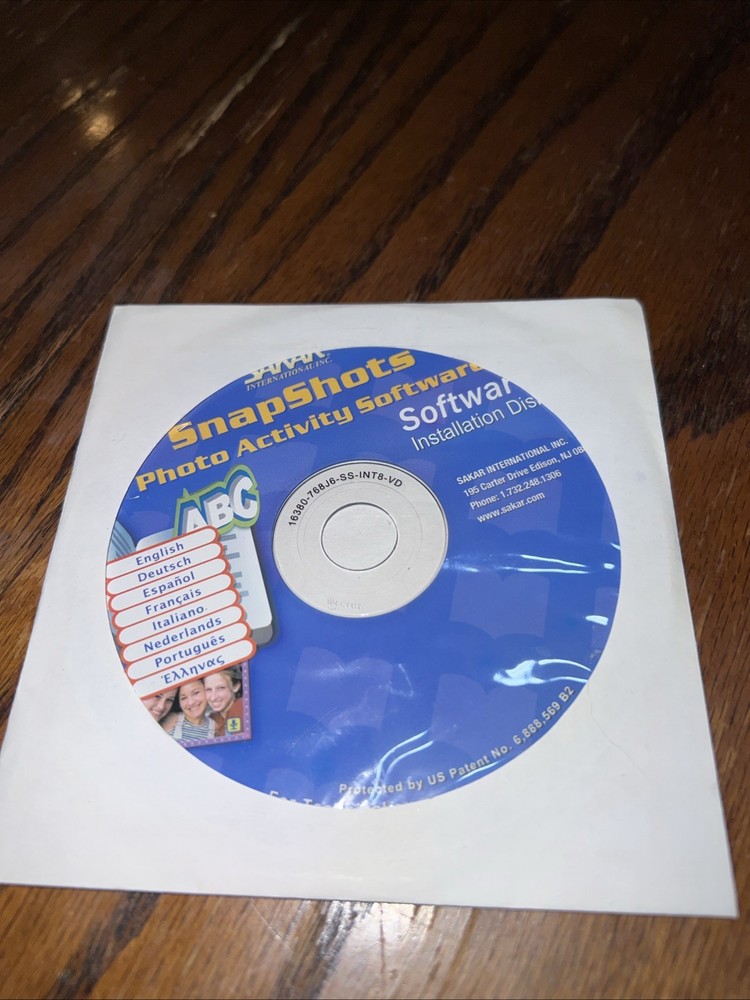 SAKAR
INTERNATIONAL INC.
SnapShots
Photo Activity Software
Softwar
Installation Dis
SAKAR INTERNATIONAL INC.
195 Carter Drive Edison, NJ 08
Phone: 1.732.248.1306
www.sakar.com
16380-768J6-SS-INT8-VD
ABC
English
Deutsch
Español
Français
Italiano
Nederlands
Português
Έλληνας
Protected by US Patent No. 6,888,569 B2